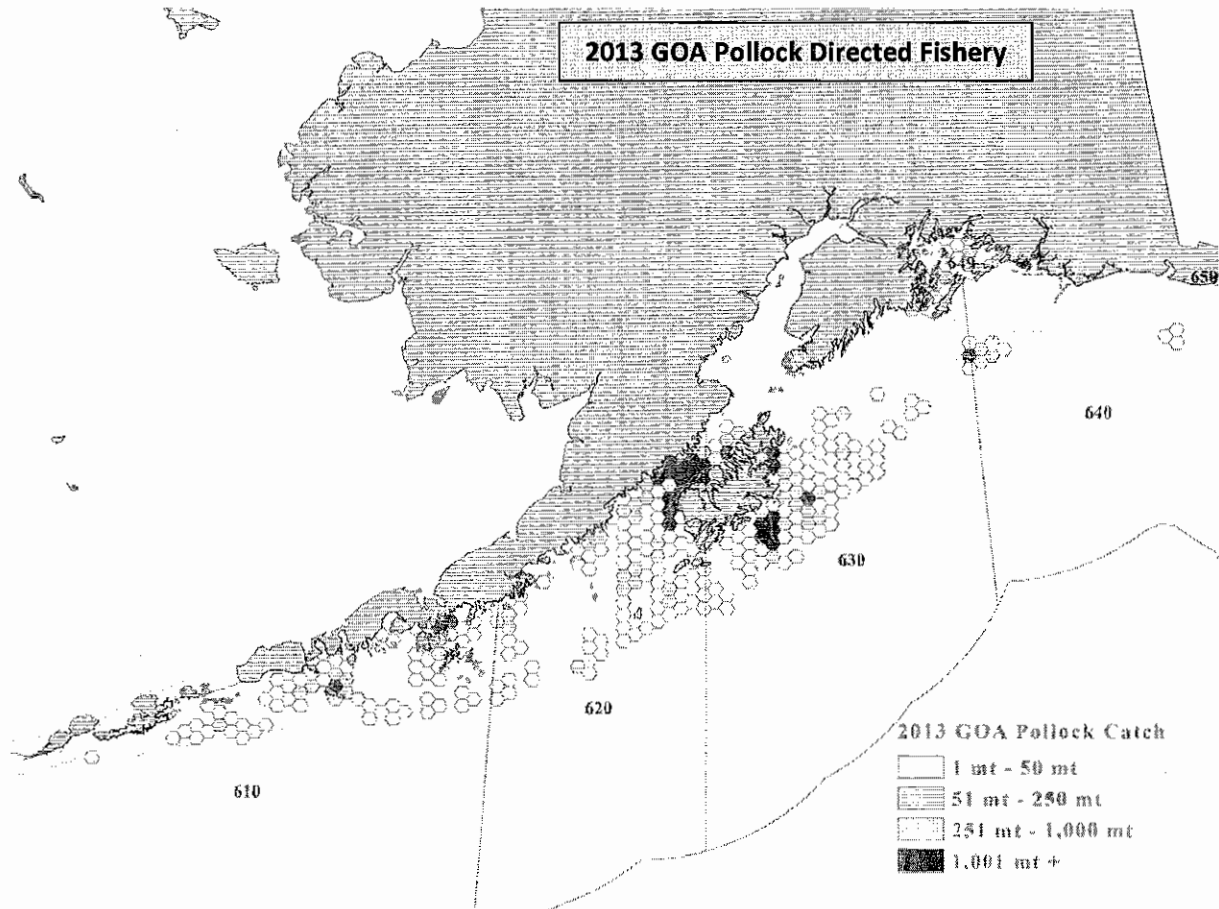 2013 GOA Pollock Directed Fishery
649
650
640
630
620
610
2013 GOA Pollock Catch
1 mt - 50 mt
51 mt - 250 mt
251 mt - 1,000 mt
1,001 mt +